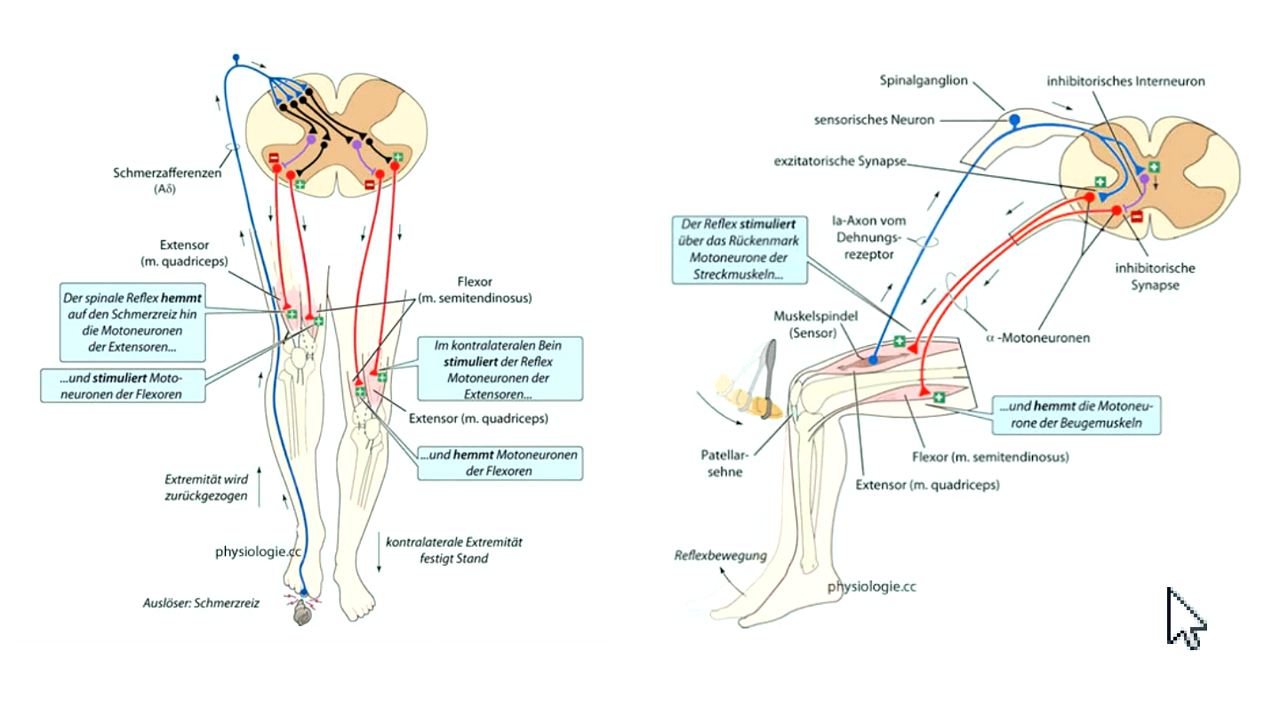 Schmerzafferenzen
(Aδ)
Extensor
(m. quadriceps)
Der spinale Reflex hemmt
auf den Schmerzreiz hin
die Motoneuronen
der Extensoren...
...und stimuliert Moto-
neuronen der Flexoren
Flexor
(m. semitendinosus)
Im kontralateralen Bein
stimuliert der Reflex
Motoneuronen der
Extensoren...
Extensor (m. quadriceps)
...und hemmt Motoneuronen
der Flexoren
Extremität wird
zurückgezogen
physiologie.cc
kontralaterale Extremität
festigt Stand
Auslöser: Schmerzreiz
Spinalganglion
inhibitorisches Interneuron
sensorisches Neuron
exzitatorische Synapse
Der Reflex stimuliert
über das Rückenmark
Motoneurone der
Streckmuskeln...
Ia-Axon vom
Dehnungs-
rezeptor
inhibitorische
Synapse
Muskelspindel
(Sensor)
α-Motoneuronen
...und hemmt die Motoneu-
rone der Beugemuskeln
Patellar-
sehne
Flexor (m. semitendinosus)
Extensor (m. quadriceps)
Reflexbewegung
physiologie.cc